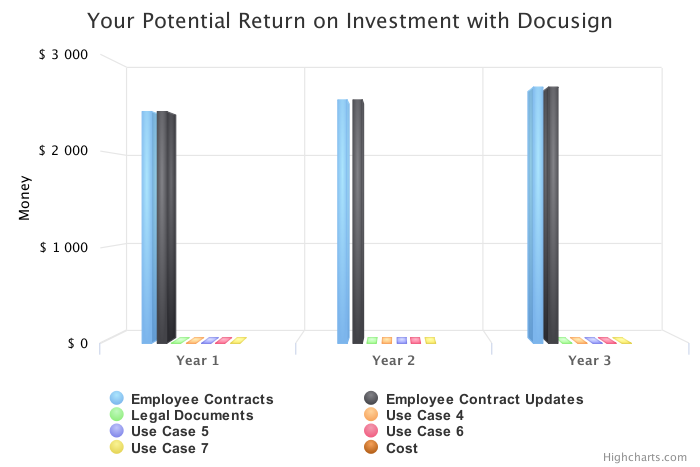 Your Potential Return on Investment with Docusign
$ 3 000
$ 2 000
$ 1 000
$ 0
Money
Year 1
Year 2
Year 3
Employee Contracts
Employee Contract Updates
Legal Documents
Use Case 4
Use Case 5
Use Case 6
Use Case 7
Cost
Highcharts.com